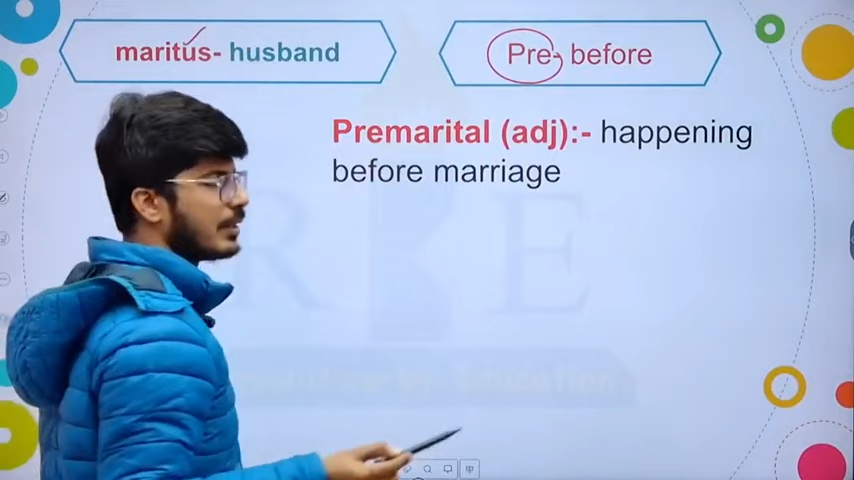 maritus- husband
Pre- before
Premarital (adj):- happening
before marriage
R E